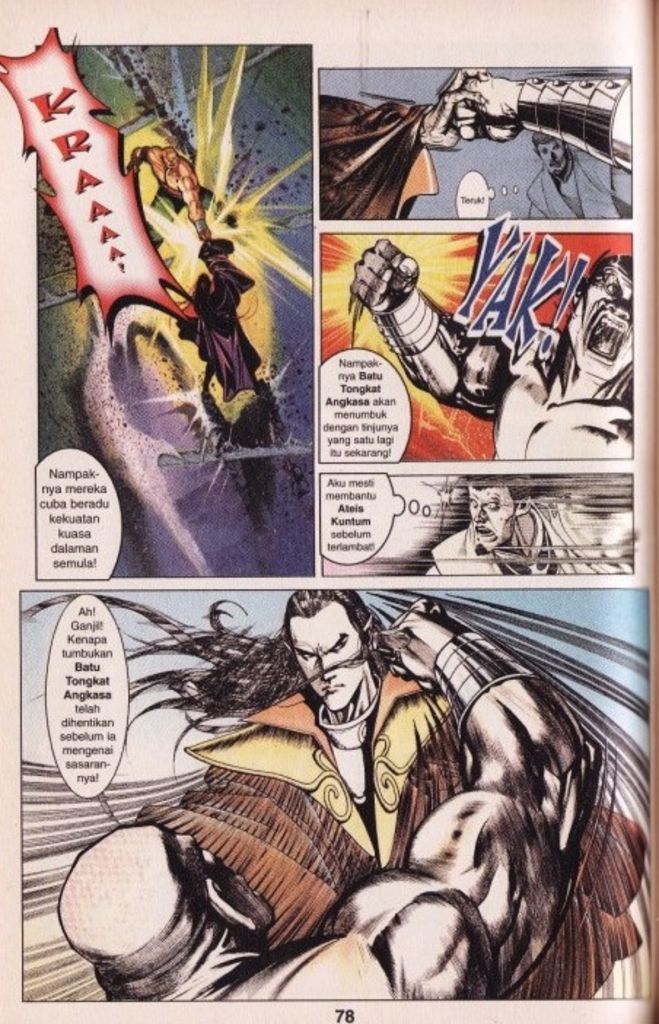 KRAAAA!
Nampak-
nya mereka
cuba beradu
kekuatan
kuasa
dalaman
semula!
Teruk!
YAK!
Nampak-
nya Batu
Tongkat
Angkasa akan
menumbuk
dengan tinjunya
yang satu lagi
itu sekarang!
Aku mesti
membantu
Ateis
Kuntum
sebelum
terlambat!
Ah!
Ganjil!
Kenapa
tumbukan
Batu
Tongkat
Angkasa
telah
dihentikan
sebelum ia
mengenai
sasaran-
nya!
78